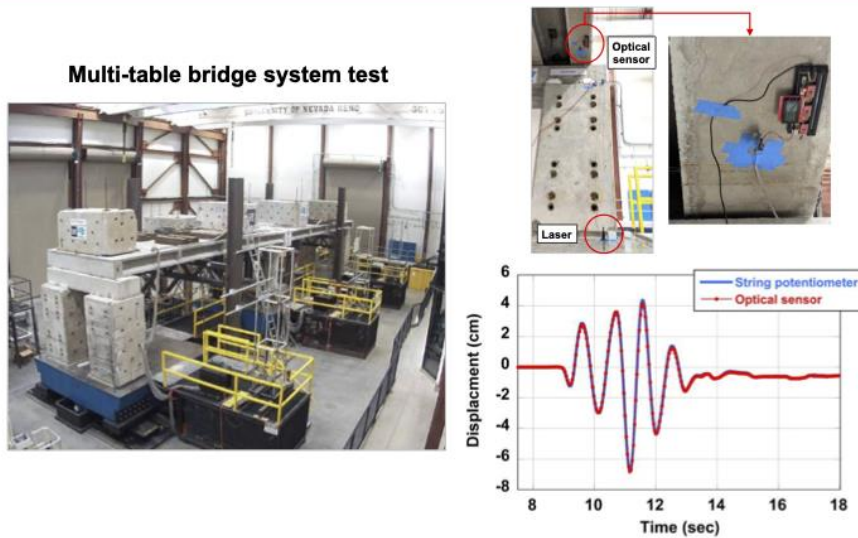 Multi-table bridge system test
UNIVERSITY OF NEVADA RENO
Optical
sensor
Laser
String potentiometer
Optical sensor
Displacment (cm)
6
4
2
0
-2
-4
-6
-8
8
10
12
14
16
18
Time (sec)